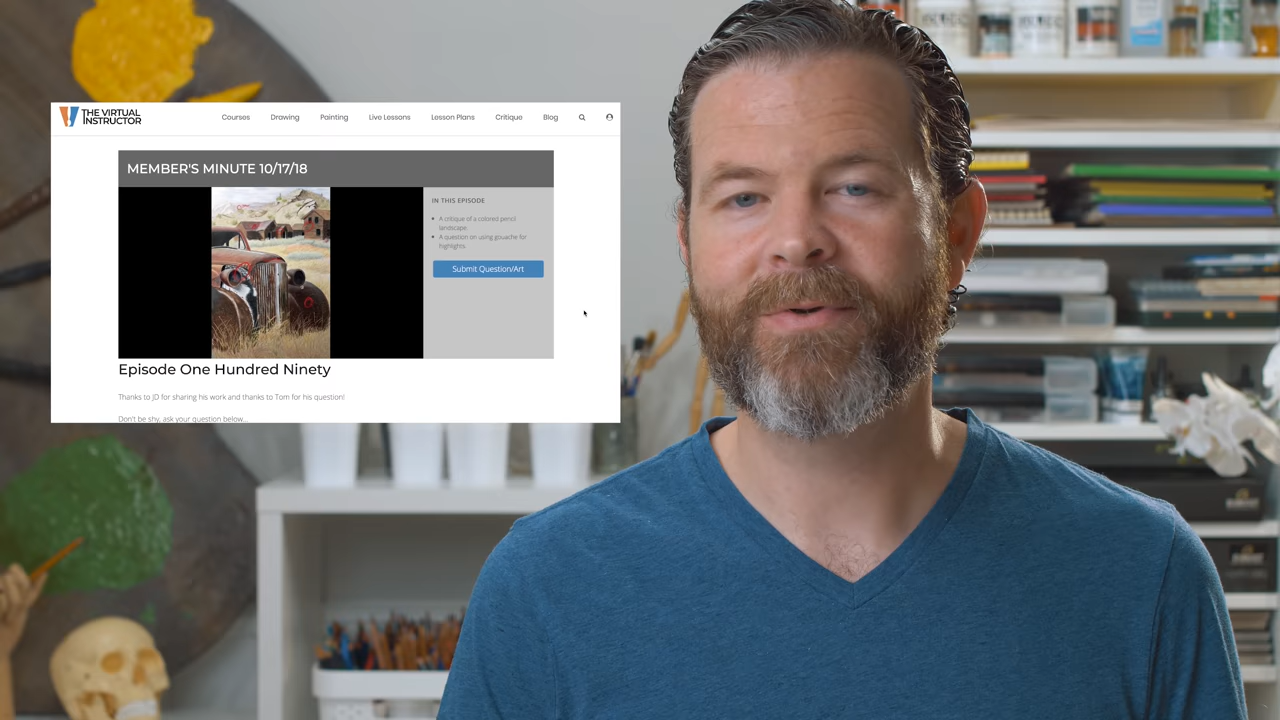 THE VIRTUAL
INSTRUCTOR
Courses Drawing Painting Live Lessons Lesson Plans Critique Blog
MEMBER'S MINUTE 10/17/18
IN THIS EPISODE
A critique of a colored pencil
landscape.
A question on using gouache for
highlights.
Submit Question/Art
Episode One Hundred Ninety
Thanks to JD for sharing his work and thanks to Tom for his question!
Don't be shy, ask your question below...